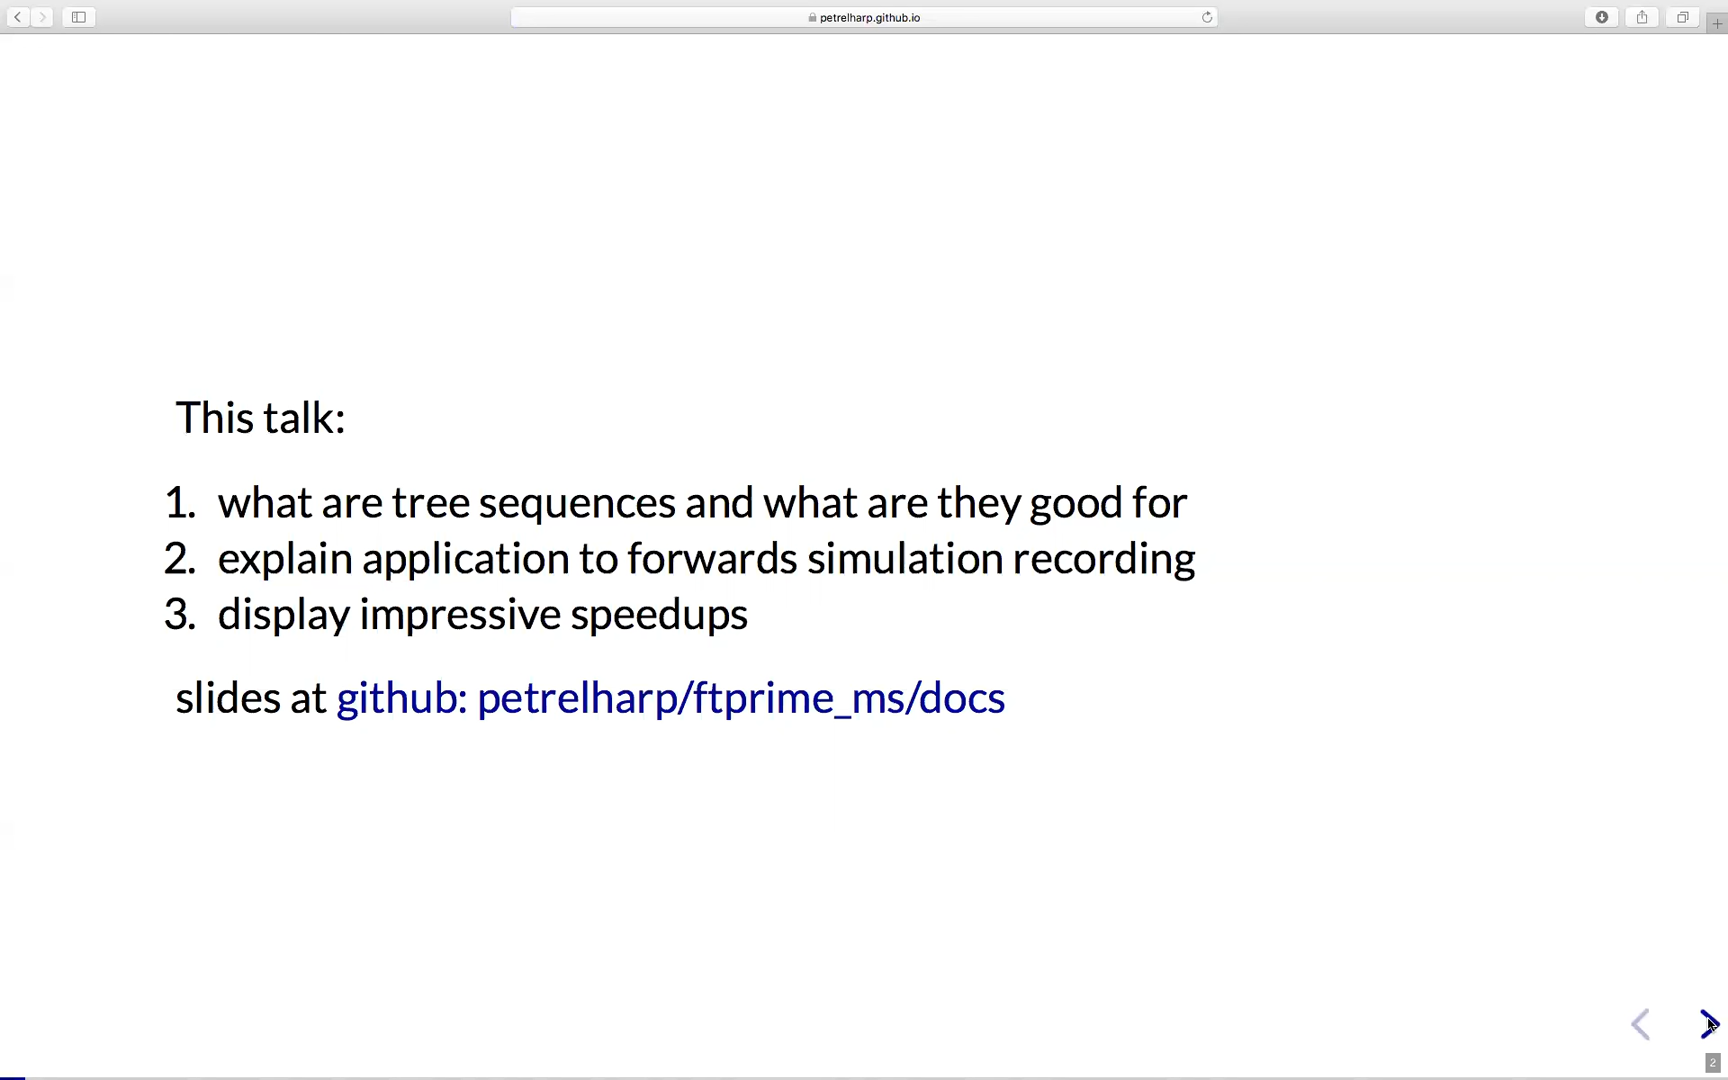 petrelharp.github.io
This talk:
1. what are tree sequences and what are they good for
2. explain application to forwards simulation recording
3. display impressive speedups
slides at github: petrelharp/ftprime_ms/docs
2